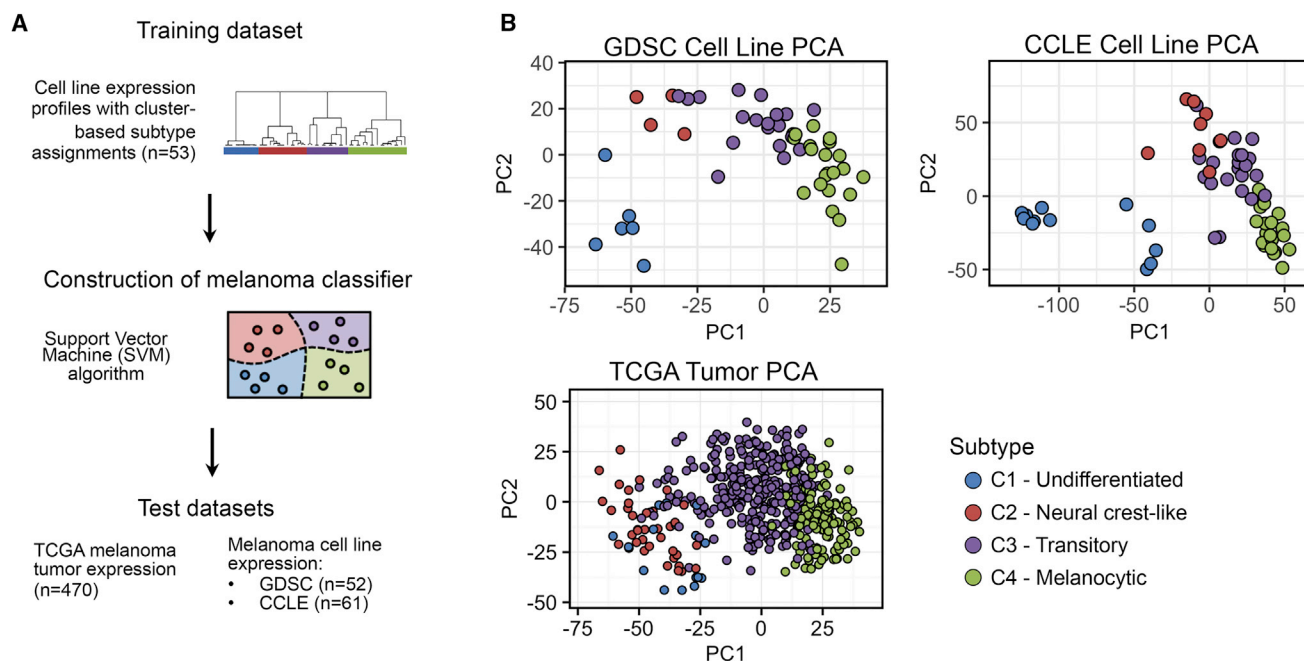 A
Training dataset
Cell line expression
profiles with cluster-
based subtype
assignments (n=53)
Construction of melanoma classifier
Support Vector
Machine (SVM)
algorithm
Test datasets
TCGA melanoma
tumor expression
(n=470)
Melanoma cell line
expression:
• GDSC (n=52)
• CCLE (n=61)
B
GDSC Cell Line PCA
40
20
0
-20
-40
PC2
-75 -50 -25 0 25
PC1
CCLE Cell Line PCA
50
0
-50
PC2
-100 -50 0 50
PC1
TCGA Tumor PCA
50
25
0
-25
-50
PC2
-75 -50 -25 0 25
PC1
Subtype
C1 - Undifferentiated
C2 - Neural crest-like
C3 - Transitory
C4 - Melanocytic